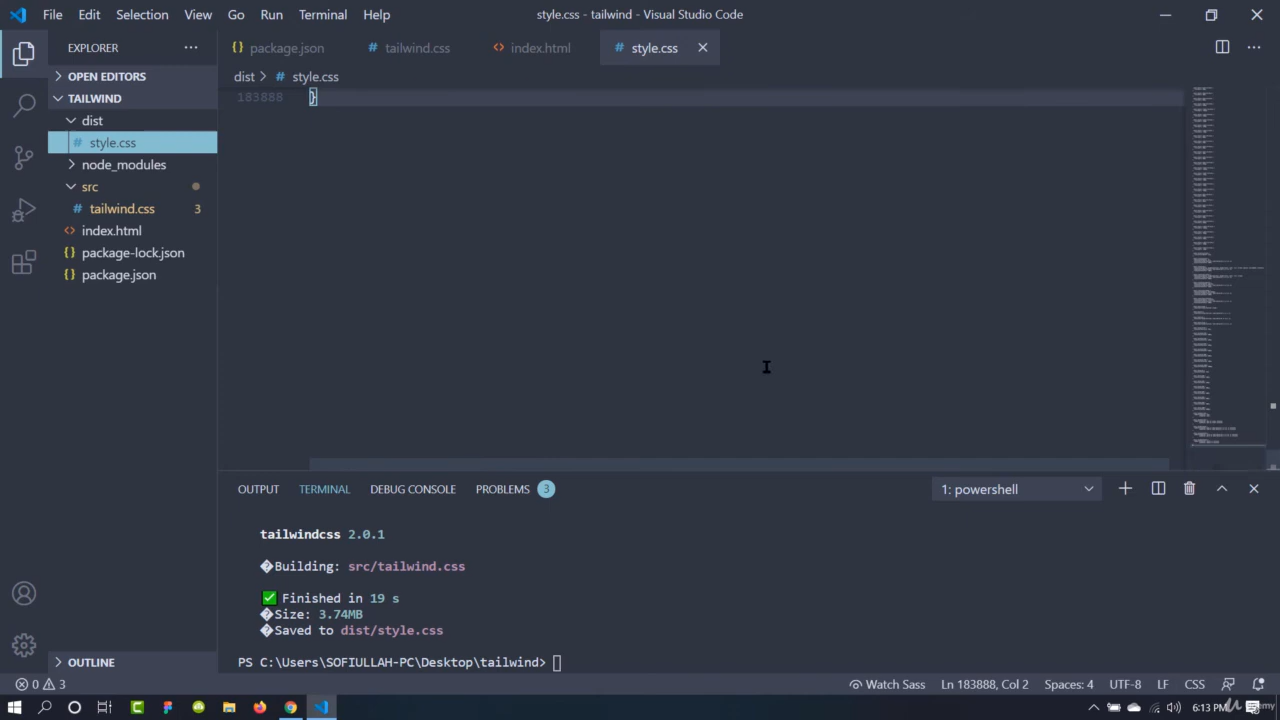 File Edit Selection View Go Run Terminal Help style.css - tailwind - Visual Studio Code
EXPLORER
package.json tailwind.css index.html style.css
OPEN EDITORS
dist style.css
TAILWIND
183888 }
dist
style.css
node_modules
src
tailwind.css 3
index.html
package-lock.json
package.json
OUTPUT TERMINAL DEBUG CONSOLE PROBLEMS 3 1: powershell
tailwindcss 2.0.1
�Building: src/tailwind.css
✅ Finished in 19 s
�Size: 3.74MB
�Saved to dist/style.css
PS C:\Users\SOFIULLAH-PC\Desktop\tailwind>
OUTLINE
0 3 Watch Sass Ln 183888, Col 2 Spaces: 4 UTF-8 LF CSS
6:13 PM